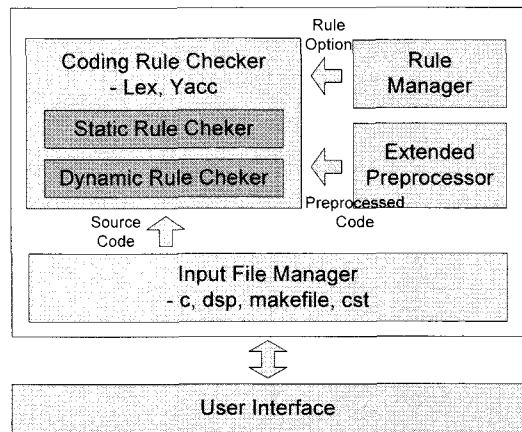 Coding Rule Checker
- Lex, Yacc
Static Rule Cheker
Dynamic Rule Cheker
Rule
Option
Rule
Manager
Extended
Preprocessor
Preprocessed
Code
Source
Code
Input File Manager
- c, dsp, makefile, cst
User Interface